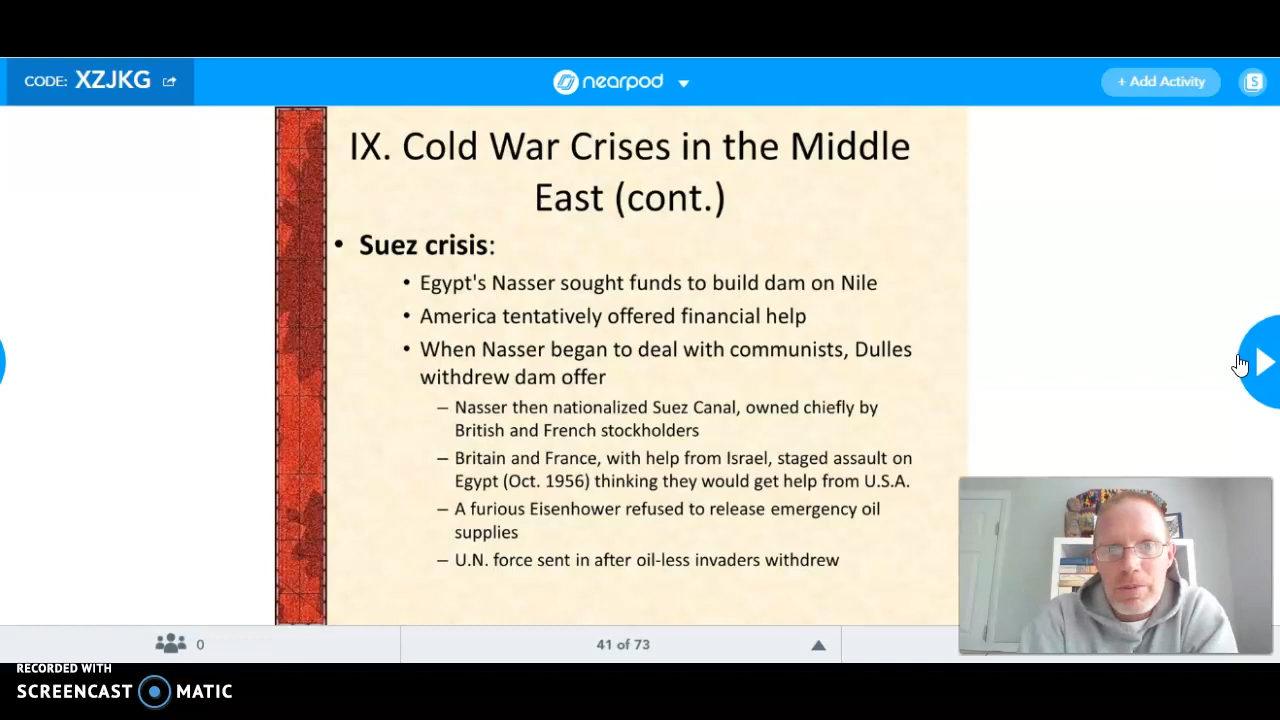 CODE: XZJKG
nearpod
+ Add Activity
S
IX. Cold War Crises in the Middle
East (cont.)
• Suez crisis:
• Egypt's Nasser sought funds to build dam on Nile
• America tentatively offered financial help
• When Nasser began to deal with communists, Dulles
withdrew dam offer
– Nasser then nationalized Suez Canal, owned chiefly by
British and French stockholders
– Britain and France, with help from Israel, staged assault on
Egypt (Oct. 1956) thinking they would get help from U.S.A.
– A furious Eisenhower refused to release emergency oil
supplies
– U.N. force sent in after oil-less invaders withdrew
0
41 of 73
RECORDED WITH
SCREENCAST MATIC